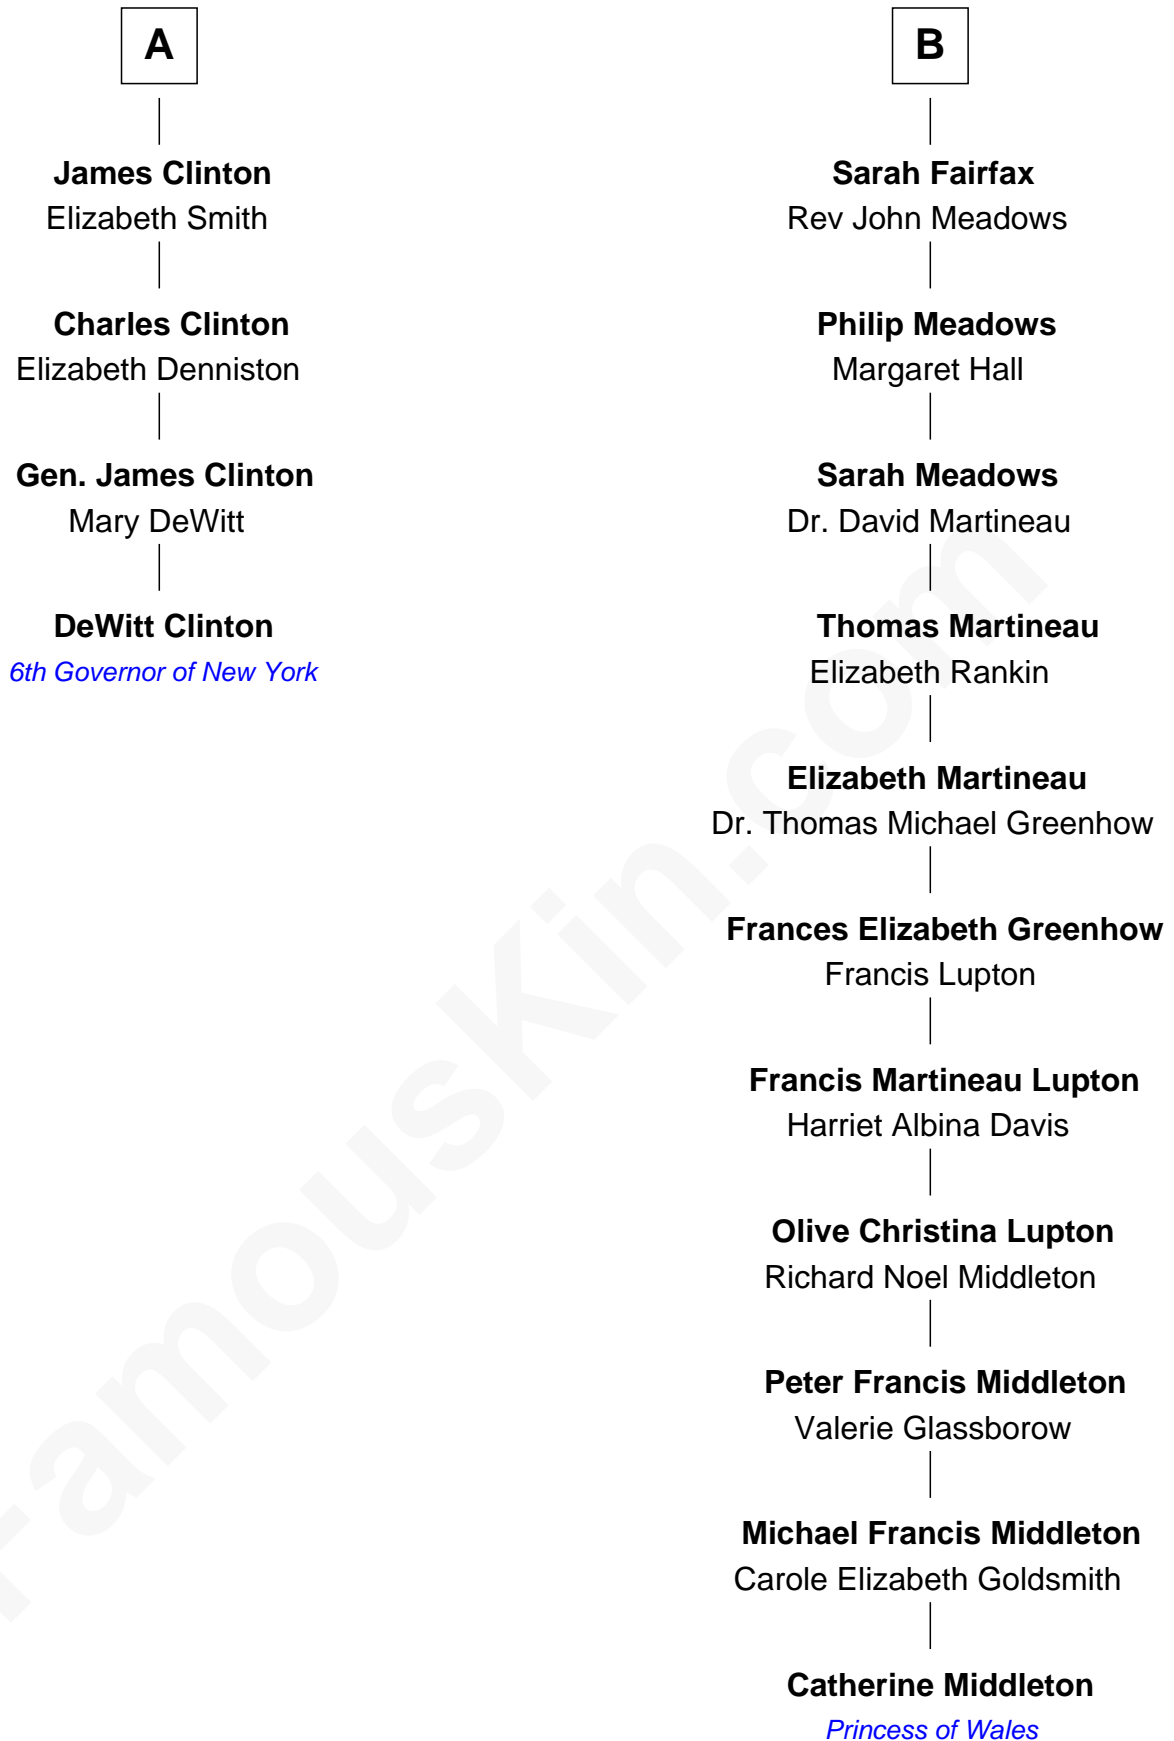 A
James Clinton
Elizabeth Smith
Charles Clinton
Elizabeth Denniston
Gen. James Clinton
Mary DeWitt
DeWitt Clinton
6th Governor of New York
B
Sarah Fairfax
Rev John Meadows
Philip Meadows
Margaret Hall
Sarah Meadows
Dr. David Martineau
Thomas Martineau
Elizabeth Rankin
Elizabeth Martineau
Dr. Thomas Michael Greenhow
Frances Elizabeth Greenhow
Francis Lupton
Francis Martineau Lupton
Harriet Albina Davis
Olive Christina Lupton
Richard Noel Middleton
Peter Francis Middleton
Valerie Glassborow
Michael Francis Middleton
Carole Elizabeth Goldsmith
Catherine Middleton
Princess of Wales
FamousKin.com